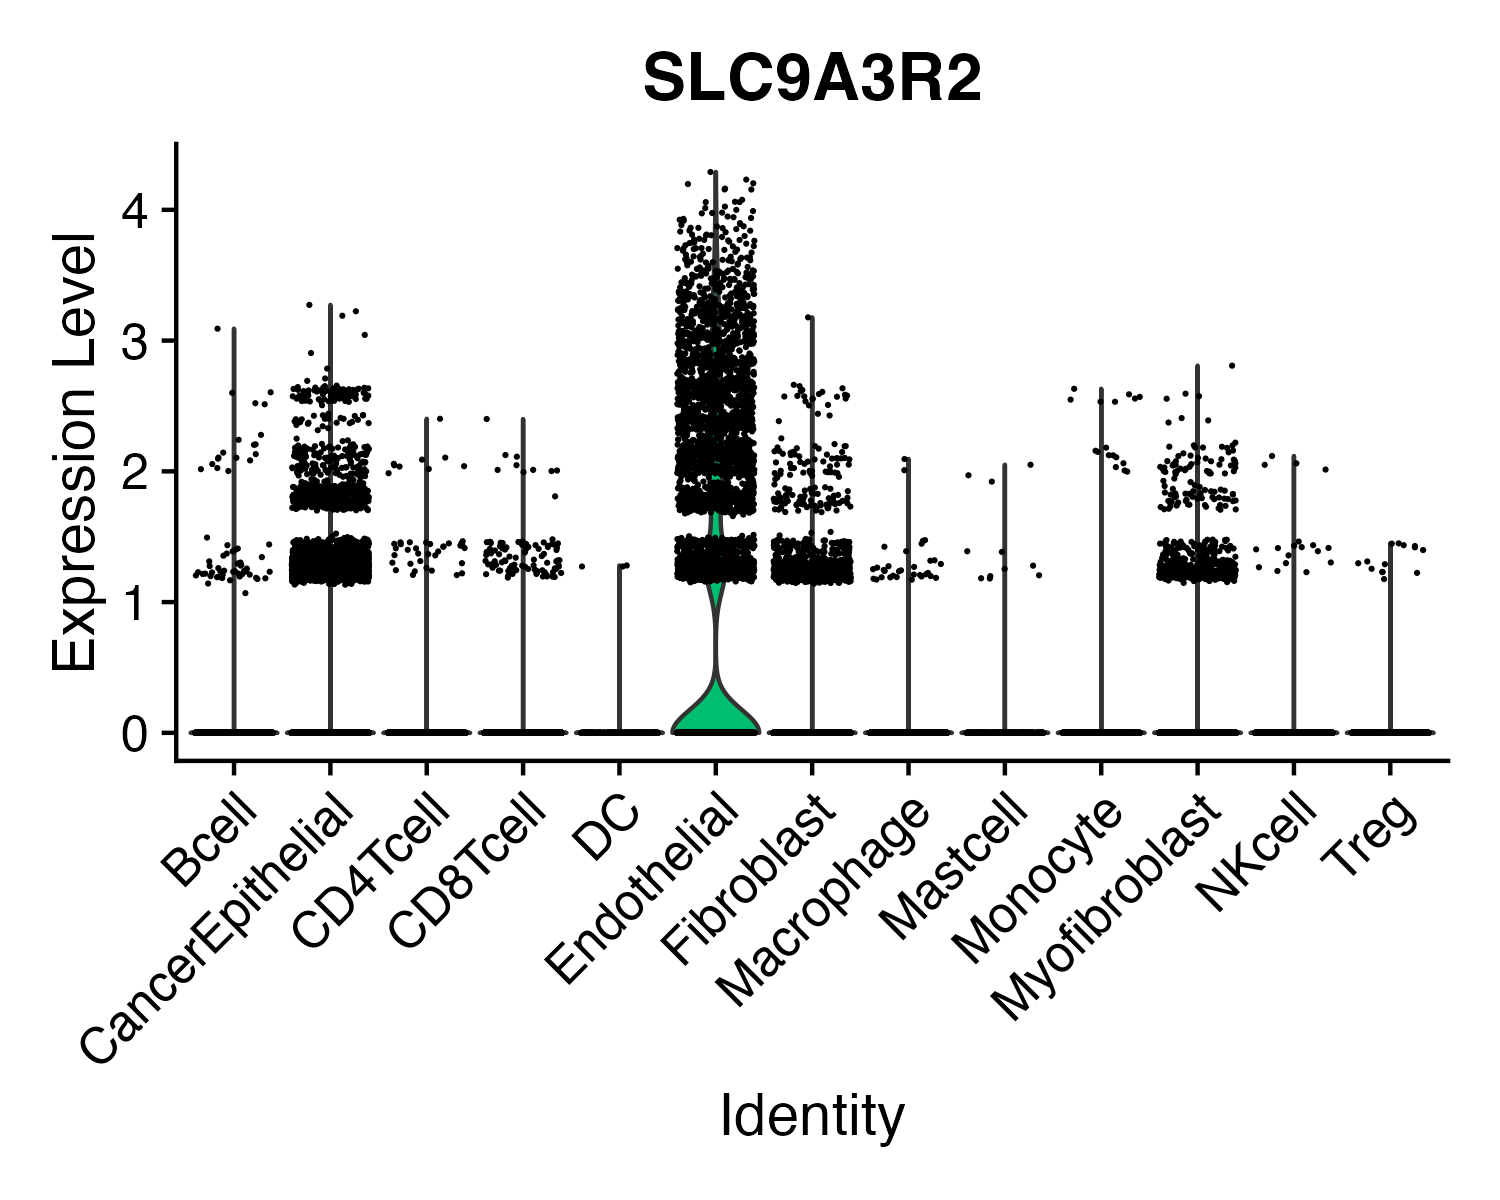 SLC9A3R2
Expression Level
4
3
2
1
0
Bcell
CancerEpithelial
CD4Tcell
CD8Tcell
DC
Endothelial
Fibroblast
Macrophage
Mastcell
Monocyte
Myofibroblast
NKcell
Treg
Identity